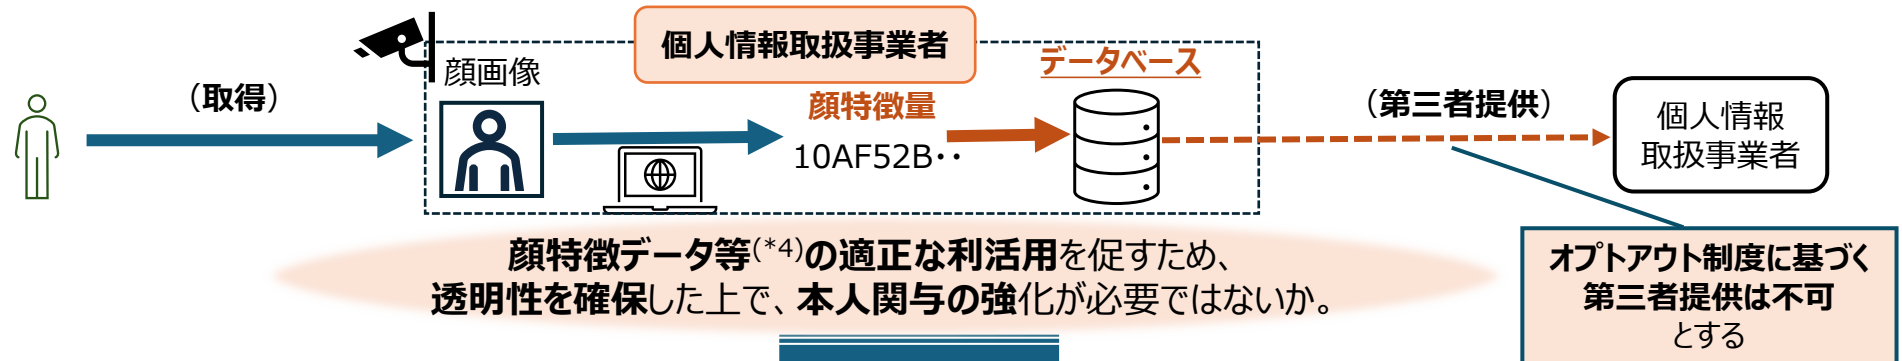 個人情報取扱事業者
（取得）
顔画像
顔特徴量
10AF52B・・
データベース
（第三者提供）
個人情報
取扱事業者
顔特徴データ等(*4)の適正な利活用を促すため、
透明性を確保した上で、本人関与の強化が必要ではないか。
オプトアウト制度に基づく
第三者提供は不可
とする